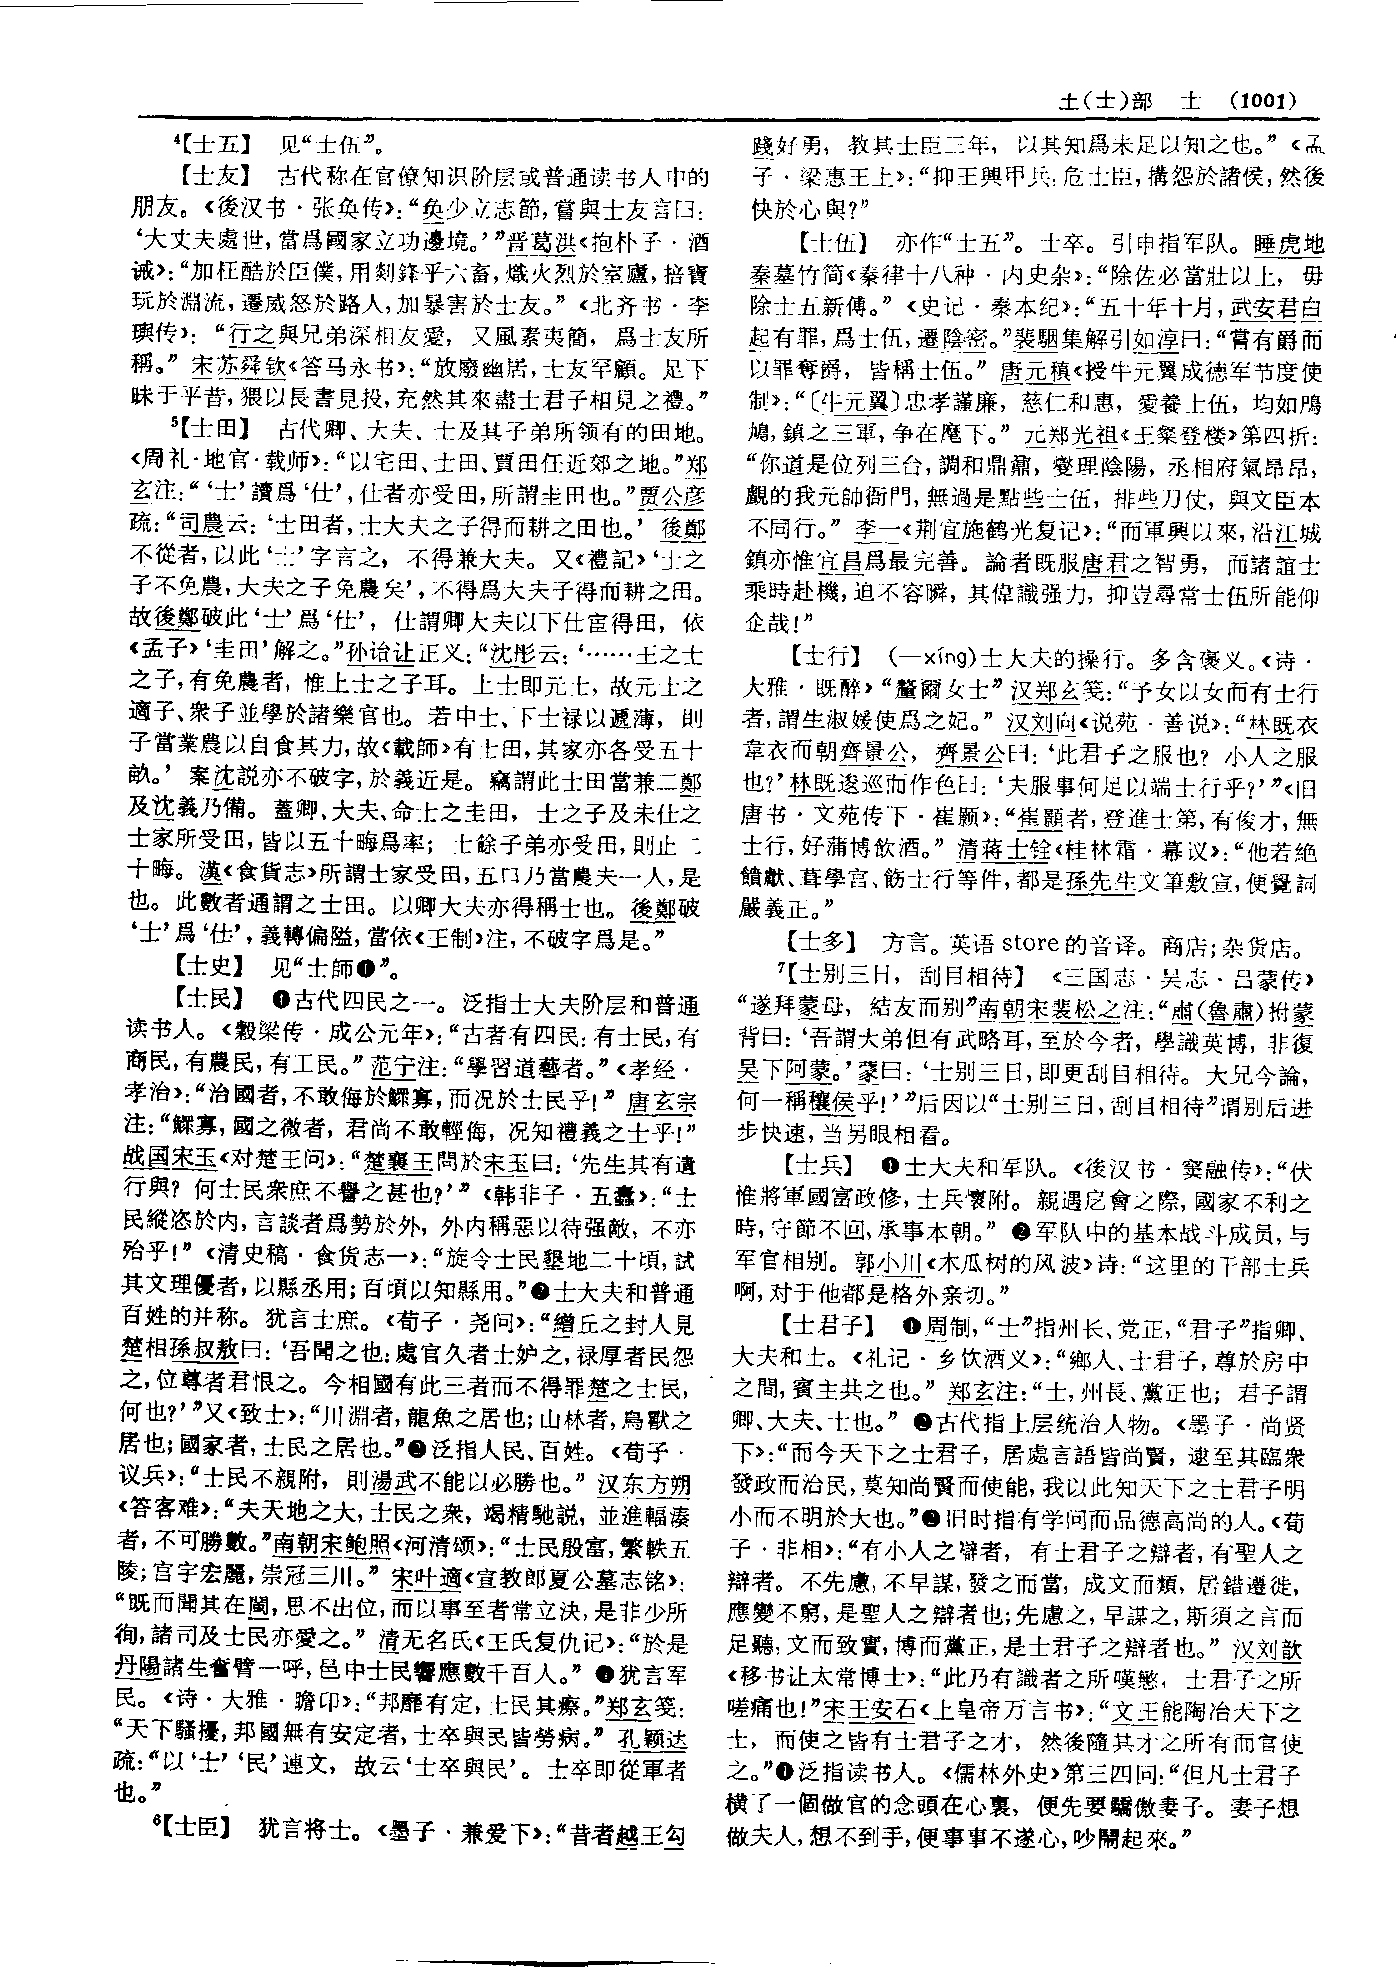 土(士)部 士 (1001)
⁴【士五】 见“士伍”。
【士友】 古代称在官僚知识阶层或普通读书人中的
朋友。《後汉书·张奂传》：“奂少立志節，嘗與士友言曰：
‘大丈夫處世，當爲國家立功邊境。’”晋葛洪《抱朴子·酒
诫》：“加枉酷於臣僕，用剡鋒乎六畜，熾火烈於室廬，掊寶
玩於淵流，遷威怒於路人，加暴害於士友。”《北齐书·李
玙传》：“行之與兄弟深相友愛，又風素夷簡，爲士友所
稱。”宋苏舜钦《答马永书》：“放廢幽居，士友罕顧。足下
昧于平昔，猥以長書見投，充然其來盡士君子相見之禮。”
⁵【士田】 古代卿、大夫、士及其子弟所领有的田地。
《周礼·地官·载师》：“以宅田、士田、賈田任近郊之地。”郑
玄注：“‘士’讀爲‘仕’，仕者亦受田，所謂圭田也。”贾公彦
疏：“司農云：‘士田者，士大夫之子得而耕之田也。’後鄭
不從者，以此‘士’字言之，不得兼大夫。又《禮記》‘士之
子不免農，大夫之子免農矣’，不得爲大夫子得而耕之田。
故後鄭破此‘士’爲‘仕’，仕謂卿大夫以下仕宦得田，依
《孟子》‘圭田’解之。”孙诒让正义：“沈彤云：‘……王之士
之子，有免農者，惟上士之子耳。上士即元士，故元士之
適子、衆子並學於諸樂官也。若中士、下士禄以遞薄，則
子當業農以自食其力，故《載師》有士田，其家亦各受五十
畝。’案沈説亦不破字，於義近是。竊謂此士田當兼二鄭
及沈義乃備。蓋卿、大夫、命士之圭田，士之子及未仕之
士家所受田，皆以五十畮爲率；士餘子弟亦受田，則止二
十畮。漢《食貨志》所謂士家受田，五口乃當農夫一人，是
也。此數者通謂之士田。以卿大夫亦得稱士也。後鄭破
‘士’爲‘仕’，義轉偏隘，當依《王制》注，不破字爲是。”
【士史】 见“士師❶”。
【士民】 ❶古代四民之一。泛指士大夫阶层和普通
读书人。《穀梁传·成公元年》：“古者有四民：有士民，有
商民，有農民，有工民。”范宁注：“學習道藝者。”《孝经·
孝治》：“治國者，不敢侮於鰥寡，而况於士民乎！”唐玄宗
注：“鰥寡，國之微者，君尚不敢輕侮，况知禮義之士乎！”
战国宋玉《对楚王问》：“楚襄王問於宋玉曰：‘先生其有遺
行與？何士民衆庶不譽之甚也？’”《韩非子·五蠹》：“士
民縱恣於内，言談者爲勢於外，外内稱惡以待强敵，不亦
殆乎！”《清史稿·食货志一》：“旋令士民墾地二十頃，試
其文理優者，以縣丞用；百頃以知縣用。”❷士大夫和普通
百姓的并称。犹言士庶。《荀子·尧问》：“繒丘之封人見
楚相孫叔敖曰：‘吾聞之也：處官久者士妒之，禄厚者民怨
之，位尊者君恨之。今相國有此三者而不得罪楚之士民，
何也？’”又《致士》：“川淵者，龍魚之居也；山林者，鳥獸之
居也；國家者，士民之居也。”❸泛指人民、百姓。《荀子·
议兵》：“士民不親附，則湯武不能以必勝也。”汉东方朔
《答客难》：“夫天地之大，士民之衆，竭精馳説，並進輻湊
者，不可勝數。”南朝宋鲍照《河清颂》：“士民殷富，繁軼五
陵；宫宇宏麗，崇冠三川。”宋叶適《宣教郎夏公墓志铭》：
“既而聞其在閩，思不出位，而以事至者常立決，是非少所
徇，諸司及士民亦愛之。”清无名氏《王氏复仇记》：“於是
丹陽諸生奮臂一呼，邑中士民響應數千百人。”❹犹言军
民。《诗·大雅·瞻卬》：“邦靡有定，士民其瘵。”郑玄笺：
“天下騷擾，邦國無有安定者，士卒與民皆勞病。”孔颖达
疏：“以‘士’‘民’連文，故云‘士卒與民’。士卒即從軍者
也。”
⁶【士臣】 犹言将士。《墨子·兼爱下》：“昔者越王勾
踐好勇，教其士臣三年，以其知爲未足以知之也。”《孟
子·梁惠王上》：“抑王興甲兵，危士臣，構怨於諸侯，然後
快於心與？”
【士伍】 亦作“士五”。士卒。引申指军队。睡虎地
秦墓竹简《秦律十八种·内史杂》：“除佐必當壯以上，毋
除士五新傅。”《史记·秦本纪》：“五十年十月，武安君白
起有罪，爲士伍，遷陰密。”裴駰集解引如淳曰：“嘗有爵而
以罪奪爵，皆稱士伍。”唐元稹《授牛元翼成德军节度使
制》：“〔牛元翼〕忠孝謹廉，慈仁和惠，愛養士伍，均如鳲
鳩，鎮之三軍，争在麾下。”元郑光祖《王粲登楼》第四折：
“你道是位列三台，調和鼎鼐，燮理陰陽，丞相府氣昂昂，
覷的我元帥衙門，無過是點些士伍，排些刀仗，與文臣本
不同行。”李一《荆宜施鹤光复记》：“而軍興以來，沿江城
鎮亦惟宜昌爲最完善。論者既服唐君之智勇，而諸誼士
乘時赴機，迫不容瞬，其偉識强力，抑豈尋常士伍所能仰
企哉！”
【士行】 (—xíng)士大夫的操行。多含褒义。《诗·
大雅·既醉》“釐爾女士”汉郑玄笺：“予女以女而有士行
者，謂生淑媛使爲之妃。”汉刘向《说苑·善说》：“林既衣
韋衣而朝齊景公，齊景公曰：‘此君子之服也？小人之服
也？’林既逡巡而作色曰：‘夫服事何足以端士行乎？’”《旧
唐书·文苑传下·崔颢》：“崔顥者，登進士第，有俊才，無
士行，好蒲博飲酒。”清蒋士铨《桂林霜·幕议》：“他若絶
饋獻、葺學宫、飭士行等件，都是孫先生文筆敷宣，便覺詞
嚴義正。”
【士多】 方言。英语store的音译。商店；杂货店。
⁷【士别三日，刮目相待】 《三国志·吴志·吕蒙传》
“遂拜蒙母，結友而别”南朝宋裴松之注：“肅(魯肅)拊蒙
背曰：‘吾謂大弟但有武略耳，至於今者，學識英博，非復
吴下阿蒙。’蒙曰：‘士别三日，即更刮目相待。大兄今論，
何一稱穰侯乎！’”后因以“士别三日，刮目相待”谓别后进
步快速，当另眼相看。
【士兵】 ❶士大夫和军队。《後汉书·窦融传》：“伏
惟將軍國富政修，士兵懷附。親遇戹會之際，國家不利之
時，守節不回，承事本朝。”❷军队中的基本战斗成员，与
军官相别。郭小川《木瓜树的风波》诗：“这里的干部士兵
啊，对于他都是格外亲切。”
【士君子】 ❶周制，“士”指州长、党正，“君子”指卿、
大夫和士。《礼记·乡饮酒义》：“鄉人、士君子，尊於房中
之間，賓主共之也。”郑玄注：“士，州長、黨正也；君子謂
卿、大夫、士也。”❷古代指上层统治人物。《墨子·尚贤
下》：“而今天下之士君子，居處言語皆尚賢，逮至其臨衆
發政而治民，莫知尚賢而使能，我以此知天下之士君子明
小而不明於大也。”❸旧时指有学问而品德高尚的人。《荀
子·非相》：“有小人之辯者，有士君子之辯者，有聖人之
辯者。不先慮，不早謀，發之而當，成文而類，居錯遷徙，
應變不窮，是聖人之辯者也；先慮之，早謀之，斯須之言而
足聽，文而致實，博而黨正，是士君子之辯者也。”汉刘歆
《移书让太常博士》：“此乃有識者之所嘆慜，士君子之所
嗟痛也！”宋王安石《上皇帝万言书》：“文王能陶冶天下之
士，而使之皆有士君子之才，然後隨其才之所有而官使
之。”❹泛指读书人。《儒林外史》第三四回：“但凡士君子
横了一個做官的念頭在心裏，便先要驕傲妻子。妻子想
做夫人，想不到手，便事事不遂心，吵鬧起來。”